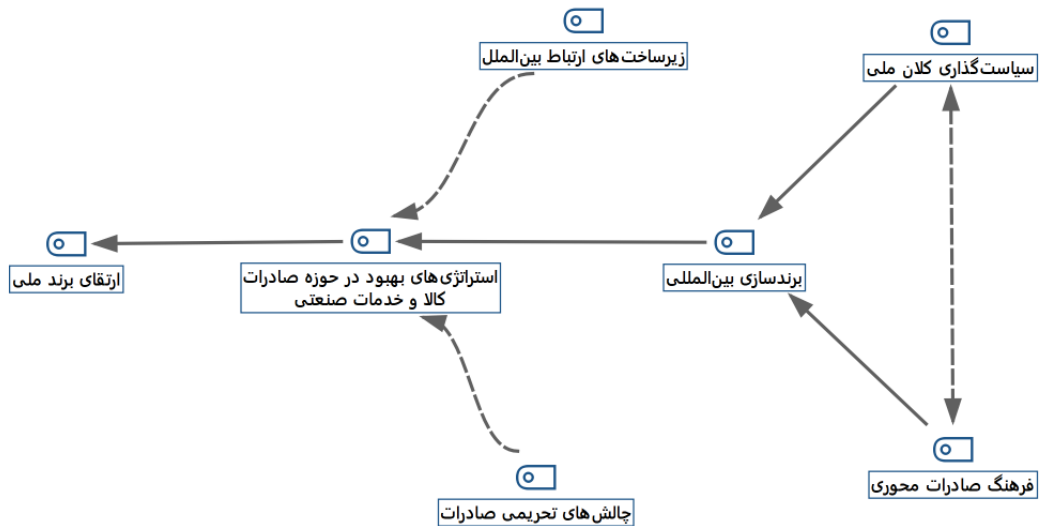 زیرساخت‌های ارتباط بین‌الملل
سیاست‌گذاری کلان ملی
برندسازی بین‌المللی
استراتژی‌های بهبود در حوزه صادرات
کالا و خدمات صنعتی
ارتقای برند ملی
فرهنگ صادرات محوری
چالش‌های تحریمی صادرات